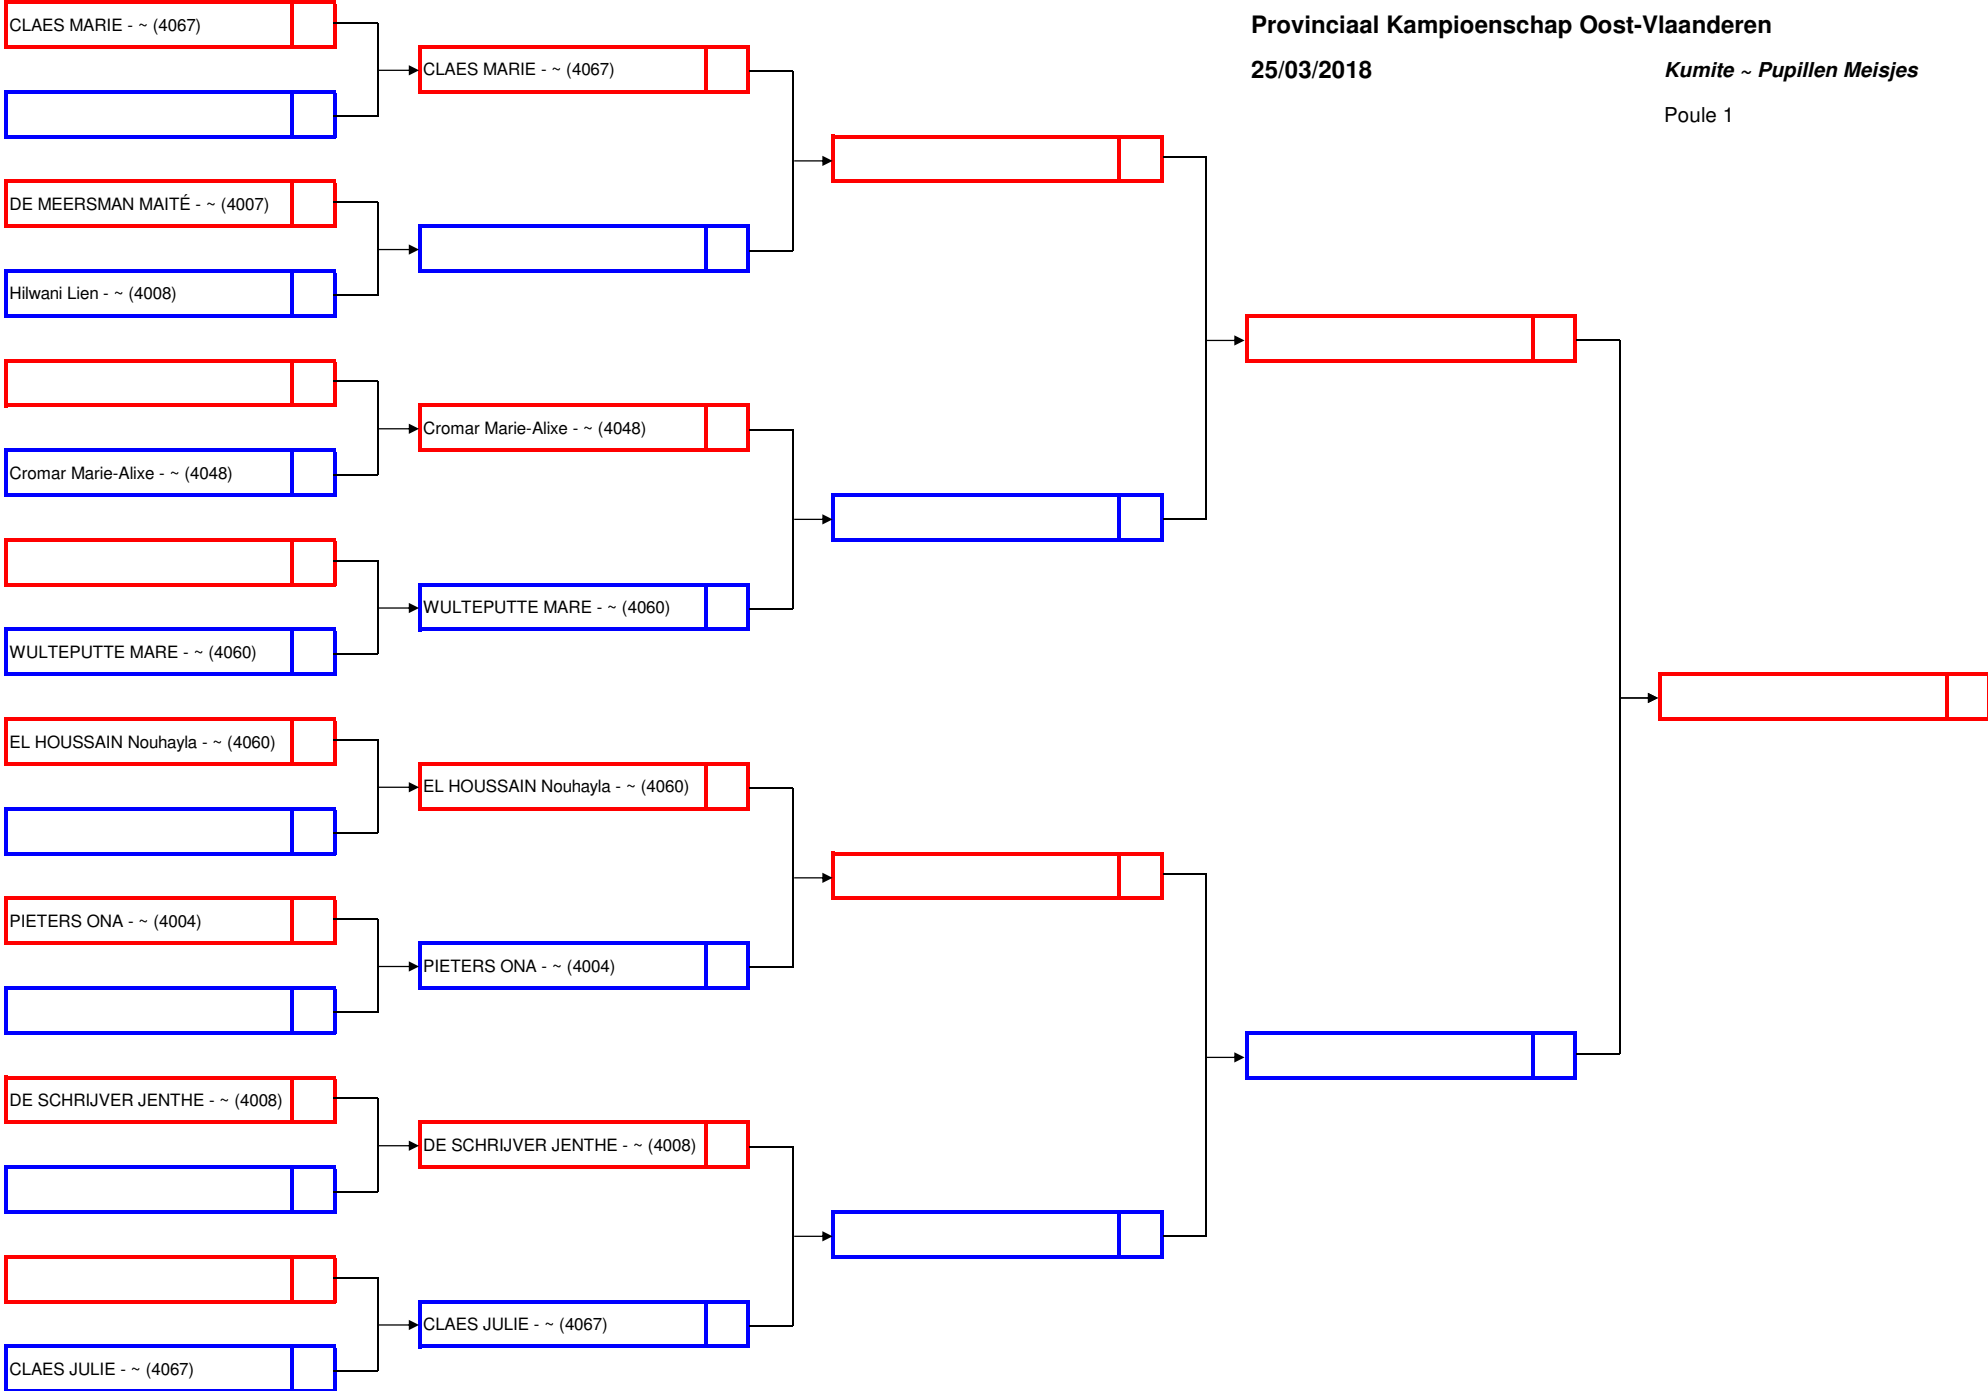 Provinciaal Kampioenschap Oost-Vlaanderen
25/03/2018
Kumite ~ Pupillen Meisjes
Poule 1
CLAES MARIE - ~ (4067)
DE MEERSMAN MAITÉ - ~ (4007)
Hilwani Lien - ~ (4008)
Cromar Marie-Alixe - ~ (4048)
WULTEPUTTE MARE - ~ (4060)
EL HOUSSAIN Nouhayla - ~ (4060)
PIETERS ONA - ~ (4004)
DE SCHRIJVER JENTHE - ~ (4008)
CLAES JULIE - ~ (4067)
CLAES MARIE - ~ (4067)
Cromar Marie-Alixe - ~ (4048)
WULTEPUTTE MARE - ~ (4060)
EL HOUSSAIN Nouhayla - ~ (4060)
PIETERS ONA - ~ (4004)
DE SCHRIJVER JENTHE - ~ (4008)
CLAES JULIE - ~ (4067)